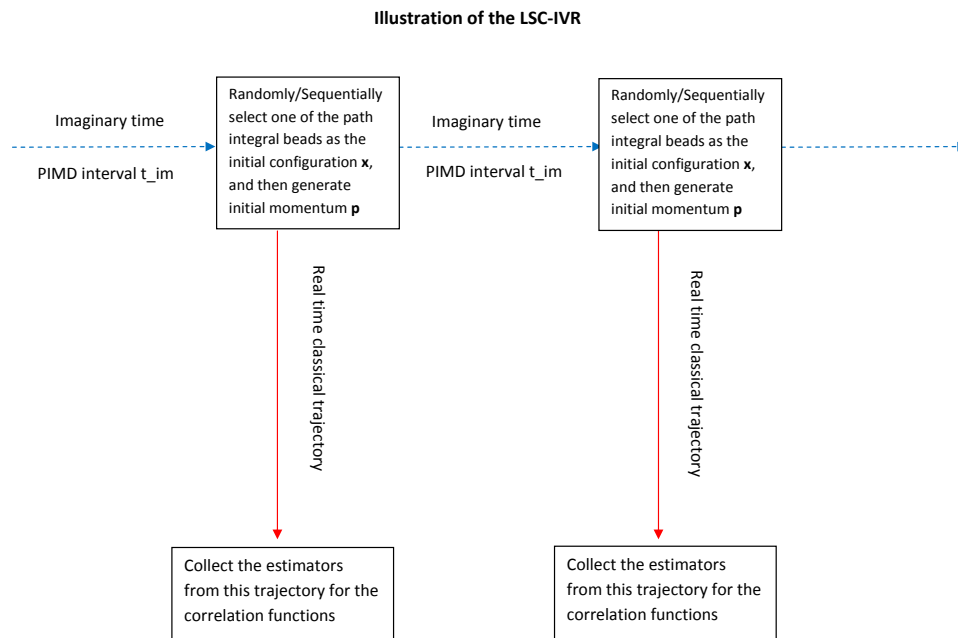 Illustration of the LSC-IVR
Imaginary time
PIMD interval t_im
Randomly/Sequentially
select one of the path
integral beads as the
initial configuration x,
and then generate
initial momentum p
Imaginary time
PIMD interval t_im
Randomly/Sequentially
select one of the path
integral beads as the
initial configuration x,
and then generate
initial momentum p
Real time classical trajectory
Real time classical trajectory
Collect the estimators
from this trajectory for the
correlation functions
Collect the estimators
from this trajectory for the
correlation functions